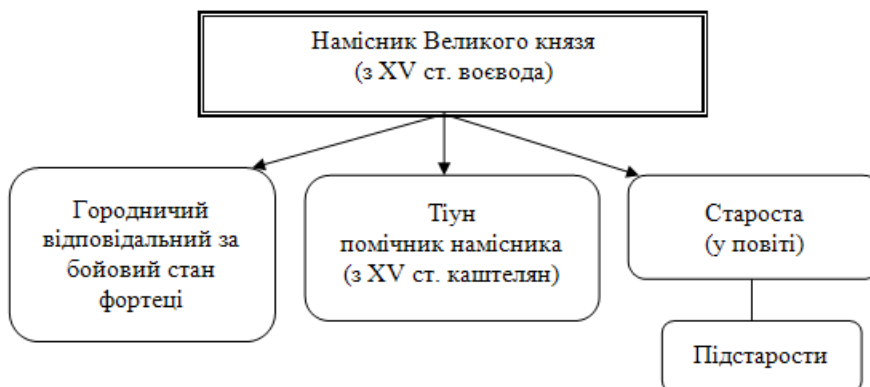 Намісник Великого князя
(з XV ст. воєвода)
Городничий
відповідальний за
бойовий стан
фортеці
Тіун
помічник намісника
(з XV ст. каштелян)
Староста
(у повіті)
Підстарости